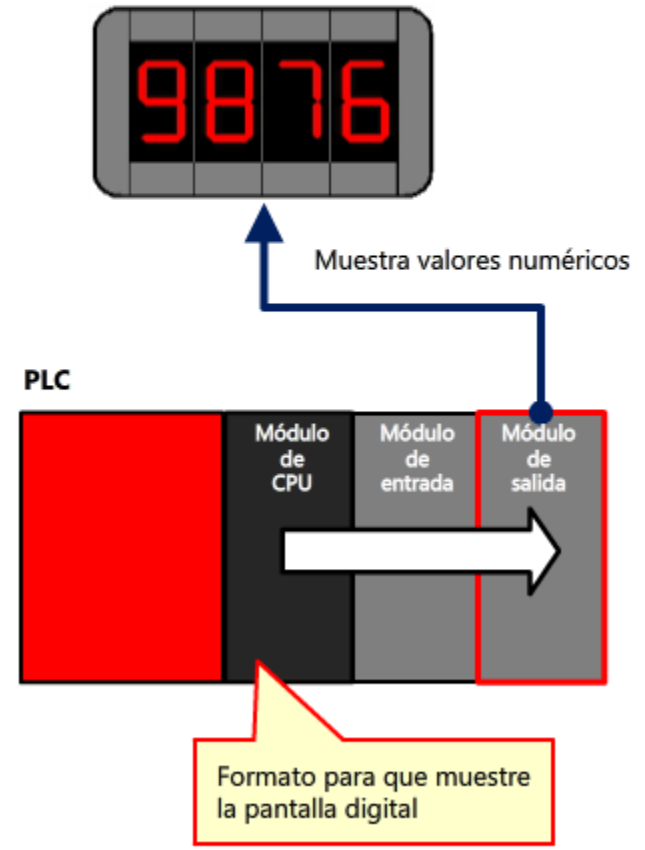 9876
Muestra valores numéricos
PLC
Módulo
de
CPU
Módulo
de
entrada
Módulo
de
salida
Formato para que muestre
la pantalla digital